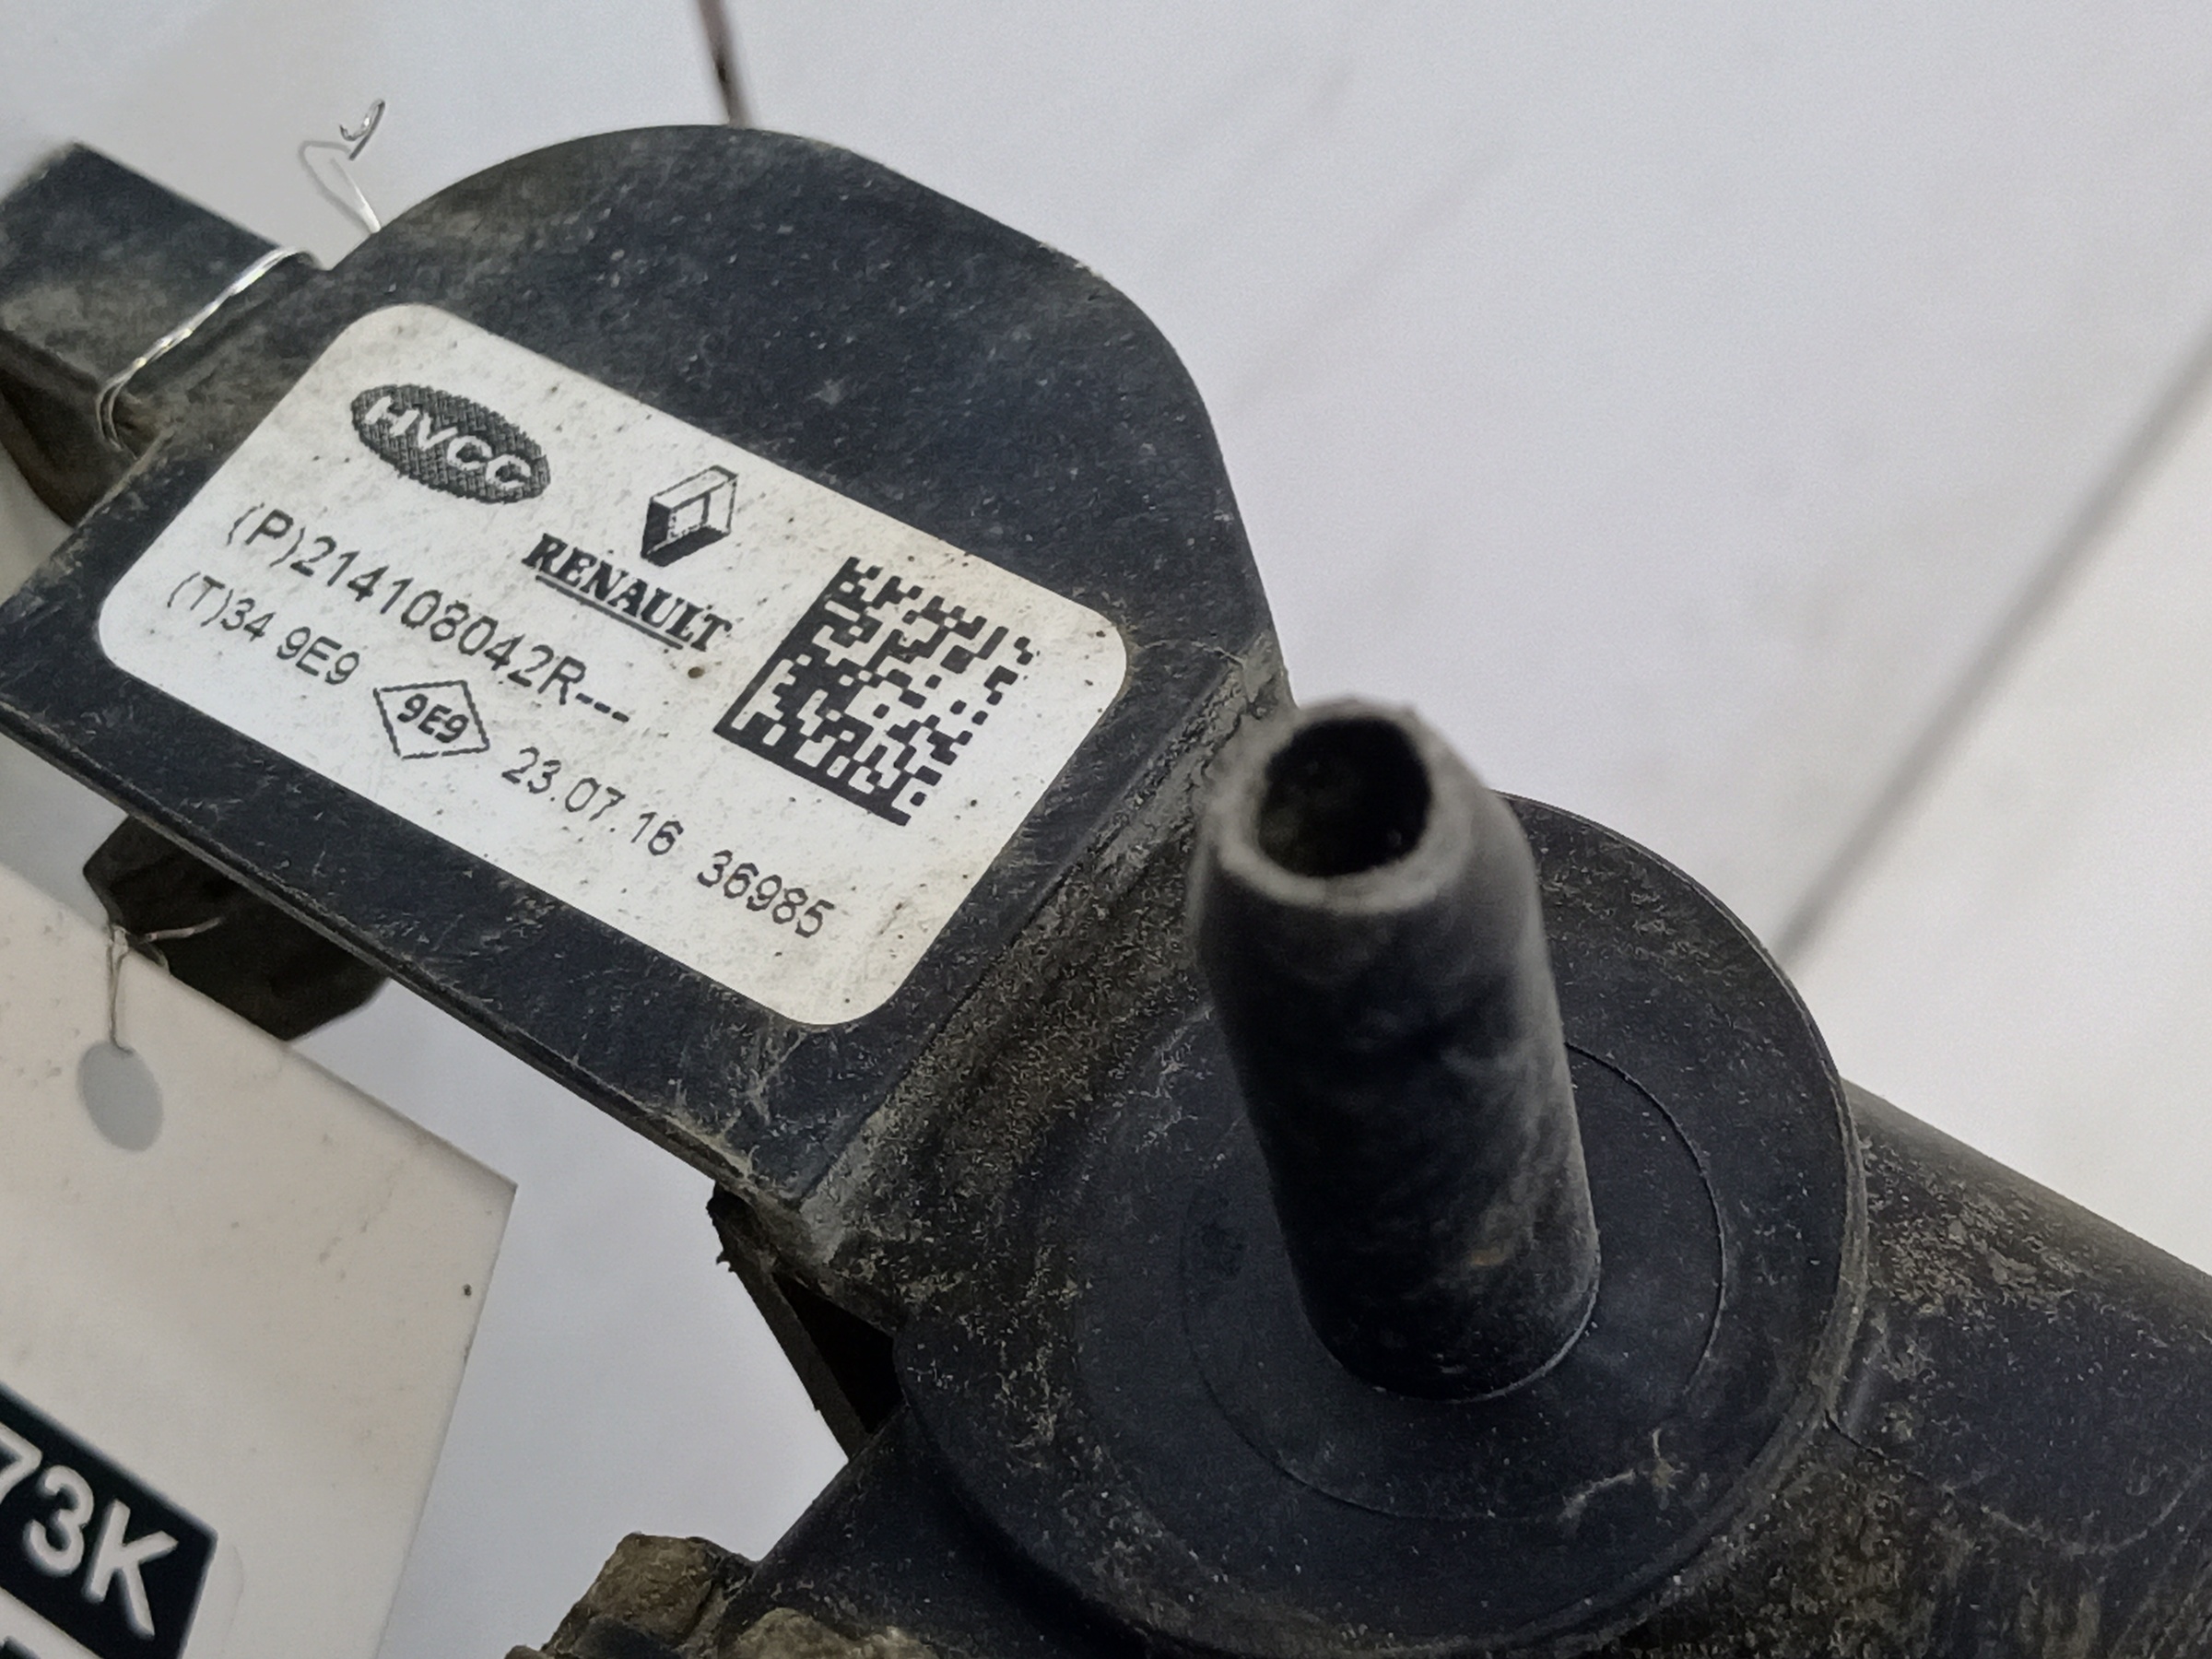 HVCC
RENAULT
(P)214108042R---
(T)34 9E9 9E9 23.07.16 36985
73K